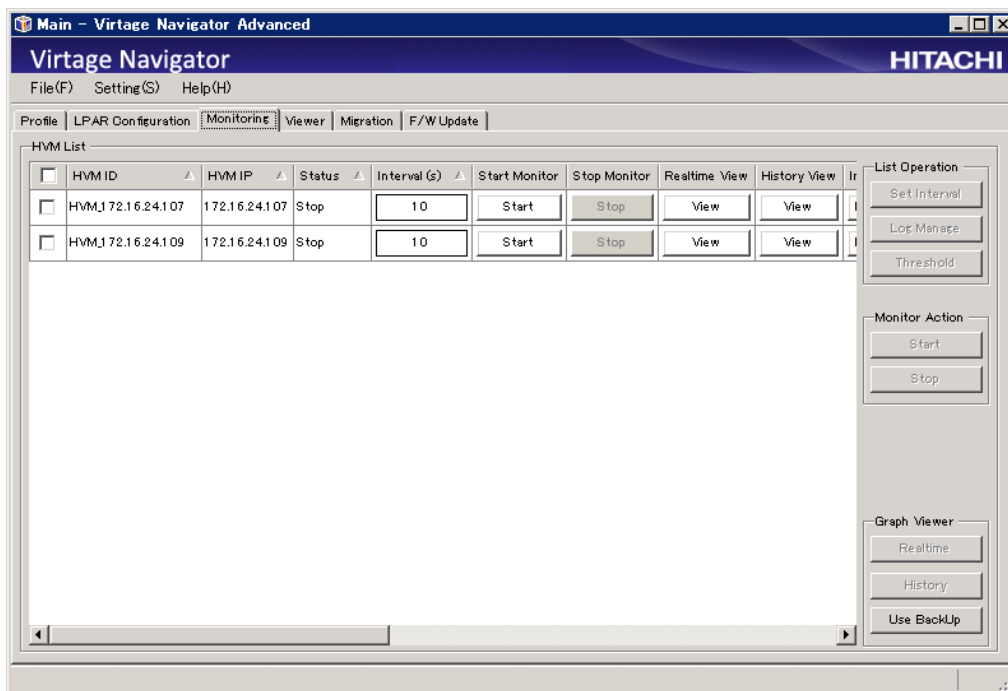 Main - Virtage Navigator Advanced
Virtage Navigator
HITACHI
File(F) Setting(S) Help(H)
Profile LPAR Configuration Monitoring Viewer Migration F/W Update
HVM List
HVM ID HVM IP Status Interval (s) Start Monitor Stop Monitor Realtime View History View
HVM_172.16.24.107 172.16.24.107 Stop 10 Start Stop View View
HVM_172.16.24.109 172.16.24.109 Stop 10 Start Stop View View
List Operation
Set Interval
Log Manage
Threshold
Monitor Action
Start
Stop
Graph Viewer
Realtime
History
Use BackUp